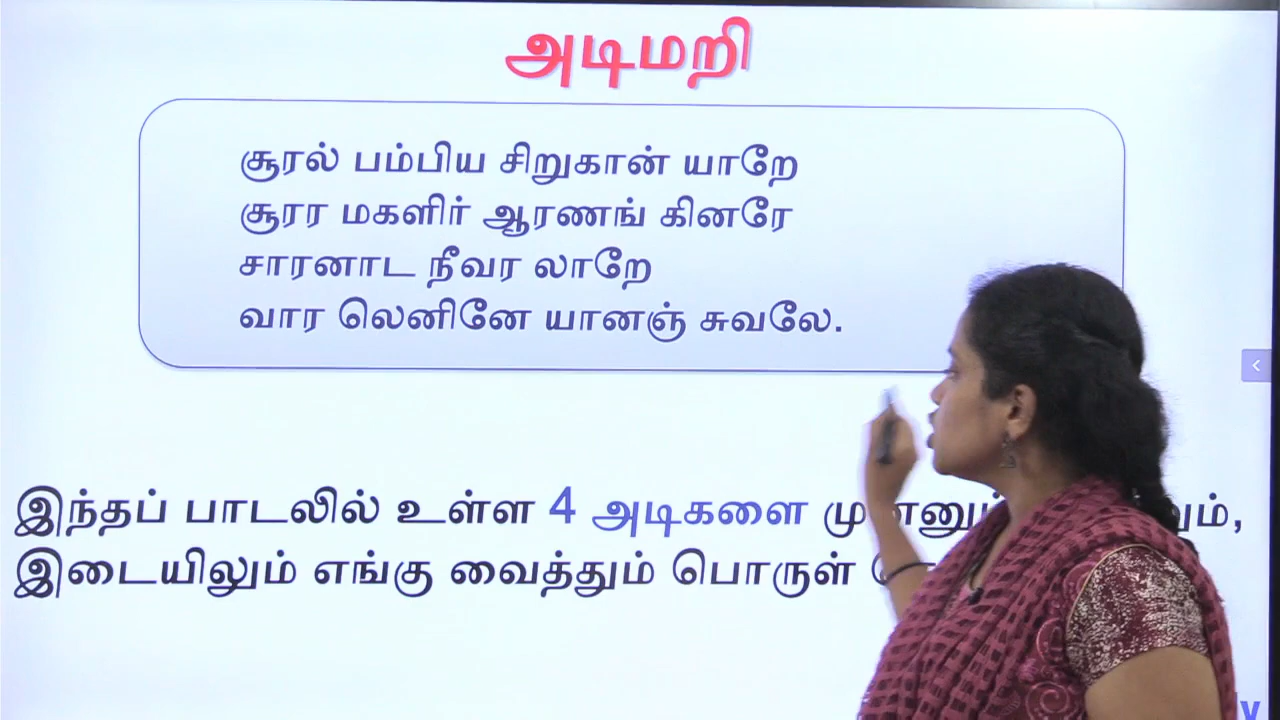 அடிமறி
சூரல் பம்பிய சிறுகான் யாறே
சூரர மகளிர் ஆரணங் கினரே
சாரனாட நீவர லாறே
வார லெனினே யானஞ் சுவலே.
இந்தப் பாடலில் உள்ள 4 அடிகளை
இடையிலும் எங்கு வைத்தும் பொருள்